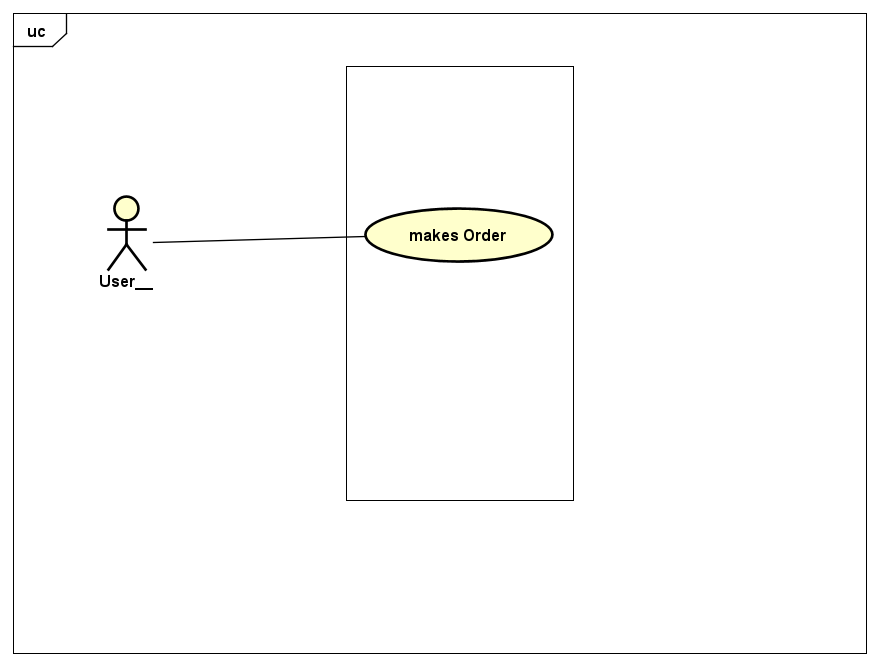 uc
makes Order
User__